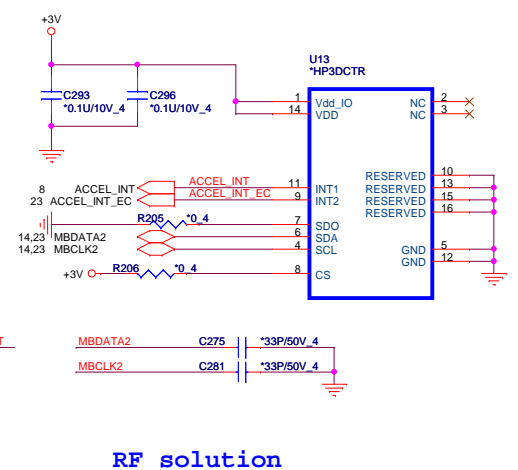 +3V
U13
*HP3DCTR
C293
*0.1U/10V_4
C296
*0.1U/10V_4
1 Vdd_IO NC 2
14 VDD NC 3
RESERVED 10
RESERVED 13
RESERVED 15
RESERVED 16
8 ACCEL_INT ACCEL_INT 11 INT1
23 ACCEL_INT_EC ACCEL_INT_EC 9 INT2
R205 *0_4 7 SDO
14,23 MBDATA2 6 SDA
14,23 MBCLK2 4 SCL GND 5
GND 12
+3V R206 *0_4 8 CS
T MBDATA2 C275 *33P/50V_4
MBCLK2 C281 *33P/50V_4
RF solution